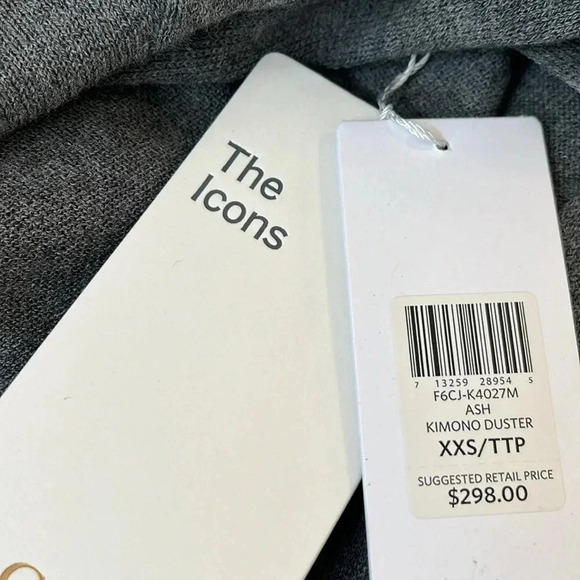 The
Icons
7 13259 28954 5
F6CJ-K4027M
ASH
KIMONO DUSTER
XXS/TTP
SUGGESTED RETAIL PRICE
$298.00